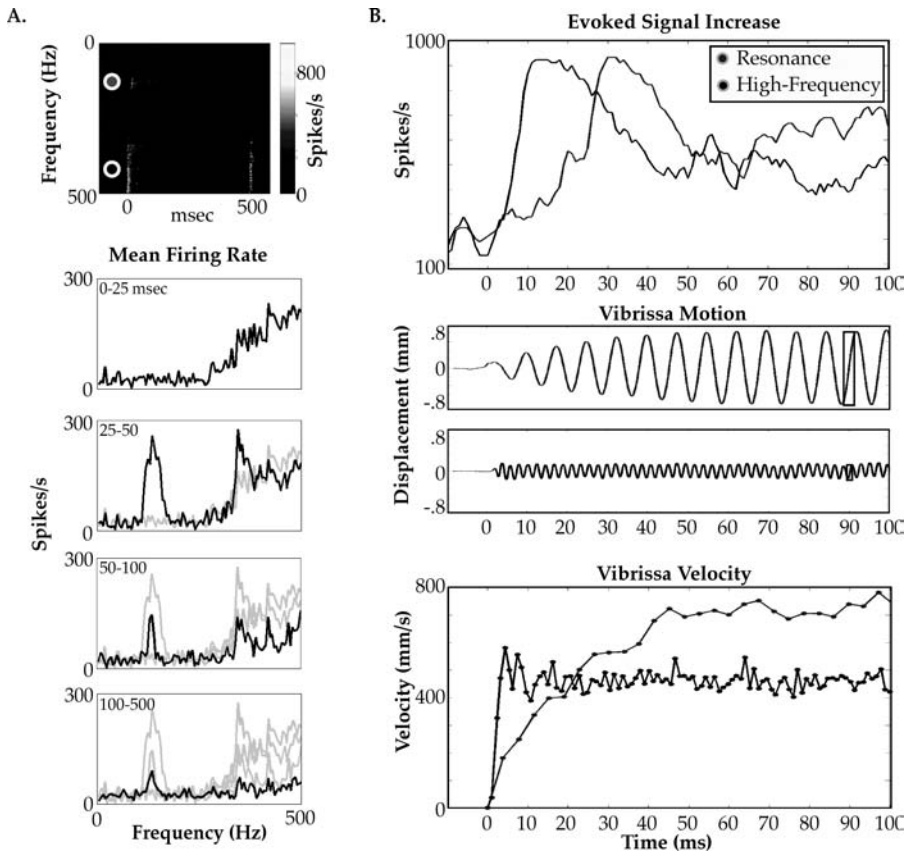 A.
0
Frequency (Hz)
500
0
500
msec
800
0
Spikes/s
Mean Firing Rate
300
0-25 msec
0
300
25-50
0
Spikes/s
300
50-100
0
300
100-500
0
0
500
Frequency (Hz)
B.
Evoked Signal Increase
1000
Spikes/s
100
Resonance
High-Frequency
0 10 20 30 40 50 60 70 80 90 100
Vibrissa Motion
Displacement (mm)
.8
0
-.8
.8
0
-.8
0 10 20 30 40 50 60 70 80 90 100
Vibrissa Velocity
800
Velocity (mm/s)
400
0
0 10 20 30 40 50 60 70 80 90 100
Time (ms)